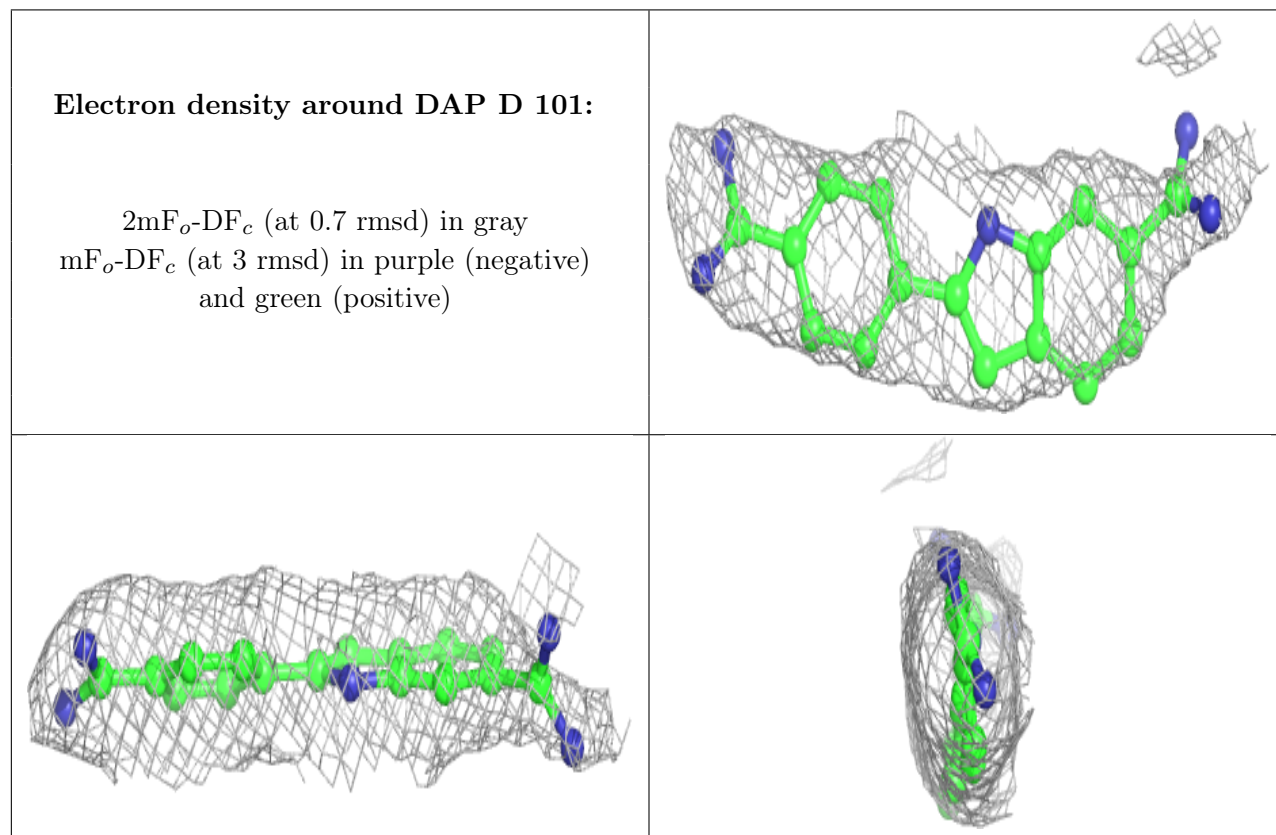 Electron density around DAP D 101:
2mFo-DFc (at 0.7 rmsd) in gray
mFo-DFc (at 3 rmsd) in purple (negative)
and green (positive)